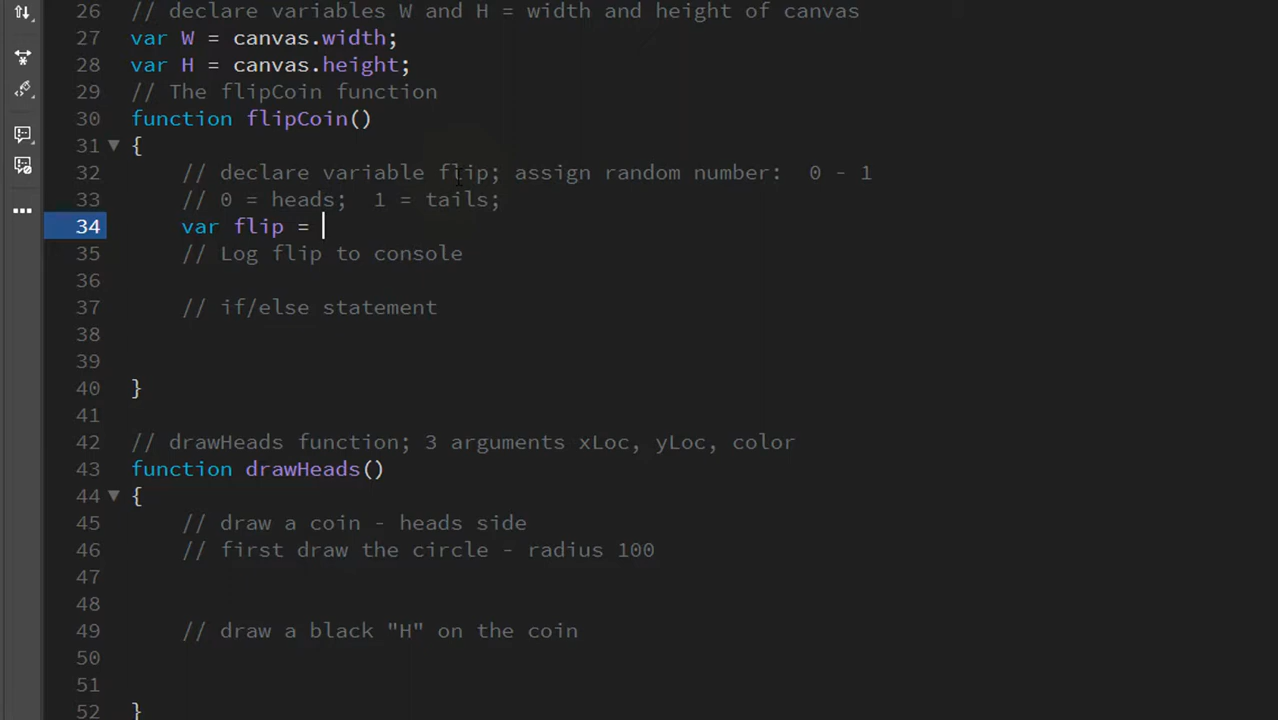 26 // declare variables W and H = width and height of canvas
27 var W = canvas.width;
28 var H = canvas.height;
29 // The flipCoin function
30 function flipCoin()
31 {
32 // declare variable flip; assign random number:  0 - 1
33 // 0 = heads;  1 = tails;
34 var flip =
35 // Log flip to console
36
37 // if/else statement
38
39
40 }
41
42 // drawHeads function; 3 arguments xLoc, yLoc, color
43 function drawHeads()
44 {
45 // draw a coin - heads side
46 // first draw the circle - radius 100
47
48
49 // draw a black "H" on the coin
50
51
52 }